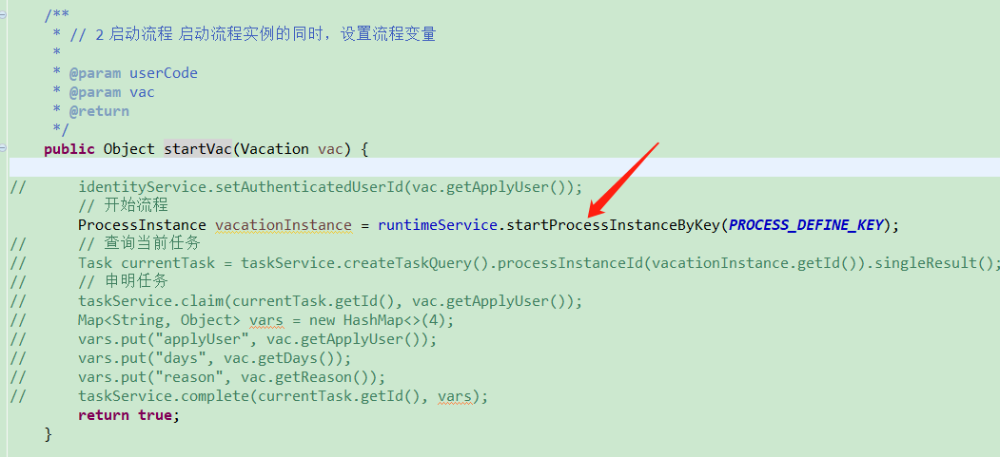 /**
 * // 2 启动流程 启动流程实例的同时，设置流程变量
 *
 * @param userCode
 * @param vac
 * @return
 */
public Object startVac(Vacation vac) {
// identityService.setAuthenticatedUserId(vac.getApplyUser());
// 开始流程
ProcessInstance vacationInstance = runtimeService.startProcessInstanceByKey(PROCESS_DEFINE_KEY);
// // 查询当前任务
// Task currentTask = taskService.createTaskQuery().processInstanceId(vacationInstance.getId()).singleResult();
// // 申明任务
// taskService.claim(currentTask.getId(), vac.getApplyUser());
// Map<String, Object> vars = new HashMap<>(4);
// vars.put("applyUser", vac.getApplyUser());
// vars.put("days", vac.getDays());
// vars.put("reason", vac.getReason());
// taskService.complete(currentTask.getId(), vars);
return true;
}